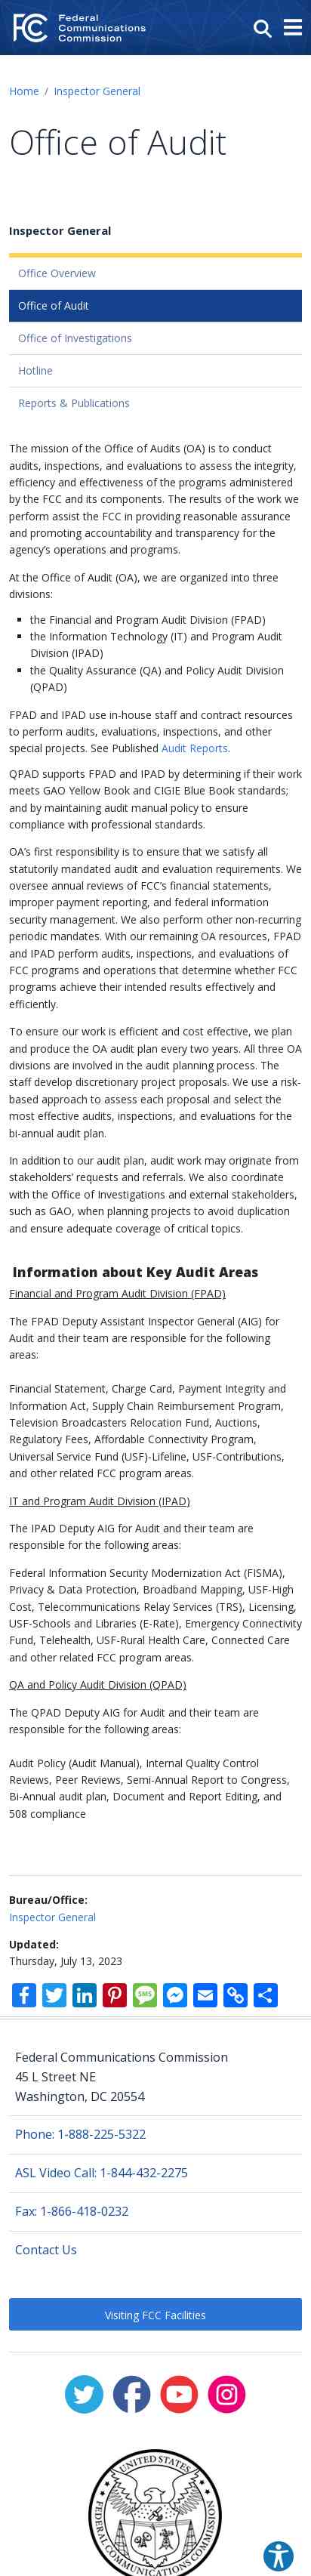 Federal
Communications
Commission
Home / Inspector General
Office of Audit
Inspector General
Office Overview
Office of Audit
Office of Investigations
Hotline
Reports & Publications
The mission of the Office of Audits (OA) is to conduct
audits, inspections, and evaluations to assess the integrity,
efficiency and effectiveness of the programs administered
by the FCC and its components. The results of the work we
perform assist the FCC in providing reasonable assurance
and promoting accountability and transparency for the
agency’s operations and programs.
At the Office of Audit (OA), we are organized into three
divisions:
the Financial and Program Audit Division (FPAD)
the Information Technology (IT) and Program Audit
Division (IPAD)
the Quality Assurance (QA) and Policy Audit Division
(QPAD)
FPAD and IPAD use in-house staff and contract resources
to perform audits, evaluations, inspections, and other
special projects. See Published Audit Reports.
QPAD supports FPAD and IPAD by determining if their work
meets GAO Yellow Book and CIGIE Blue Book standards;
and by maintaining audit manual policy to ensure
compliance with professional standards.
OA’s first responsibility is to ensure that we satisfy all
statutorily mandated audit and evaluation requirements. We
oversee annual reviews of FCC’s financial statements,
improper payment reporting, and federal information
security management. We also perform other non-recurring
periodic mandates. With our remaining OA resources, FPAD
and IPAD perform audits, inspections, and evaluations of
FCC programs and operations that determine whether FCC
programs achieve their intended results effectively and
efficiently.
To ensure our work is efficient and cost effective, we plan
and produce the OA audit plan every two years. All three OA
divisions are involved in the audit planning process. The
staff develop discretionary project proposals. We use a risk-
based approach to assess each proposal and select the
most effective audits, inspections, and evaluations for the
bi-annual audit plan.
In addition to our audit plan, audit work may originate from
stakeholders’ requests and referrals. We also coordinate
with the Office of Investigations and external stakeholders,
such as GAO, when planning projects to avoid duplication
and ensure adequate coverage of critical topics.
Information about Key Audit Areas
Financial and Program Audit Division (FPAD)
The FPAD Deputy Assistant Inspector General (AIG) for
Audit and their team are responsible for the following
areas:
Financial Statement, Charge Card, Payment Integrity and
Information Act, Supply Chain Reimbursement Program,
Television Broadcasters Relocation Fund, Auctions,
Regulatory Fees, Affordable Connectivity Program,
Universal Service Fund (USF)-Lifeline, USF-Contributions,
and other related FCC program areas.
IT and Program Audit Division (IPAD)
The IPAD Deputy AIG for Audit and their team are
responsible for the following areas:
Federal Information Security Modernization Act (FISMA),
Privacy & Data Protection, Broadband Mapping, USF-High
Cost, Telecommunications Relay Services (TRS), Licensing,
USF-Schools and Libraries (E-Rate), Emergency Connectivity
Fund, Telehealth, USF-Rural Health Care, Connected Care
and other related FCC program areas.
QA and Policy Audit Division (QPAD)
The QPAD Deputy AIG for Audit and their team are
responsible for the following areas:
Audit Policy (Audit Manual), Internal Quality Control
Reviews, Peer Reviews, Semi-Annual Report to Congress,
Bi-Annual audit plan, Document and Report Editing, and
508 compliance
Bureau/Office:
Inspector General
Updated:
Thursday, July 13, 2023
SMS
Federal Communications Commission
45 L Street NE
Washington, DC 20554
Phone: 1-888-225-5322
ASL Video Call: 1-844-432-2275
Fax: 1-866-418-0232
Contact Us
Visiting FCC Facilities
UNITED STATES
FEDERAL COMMUNICATIONS COMMISSION